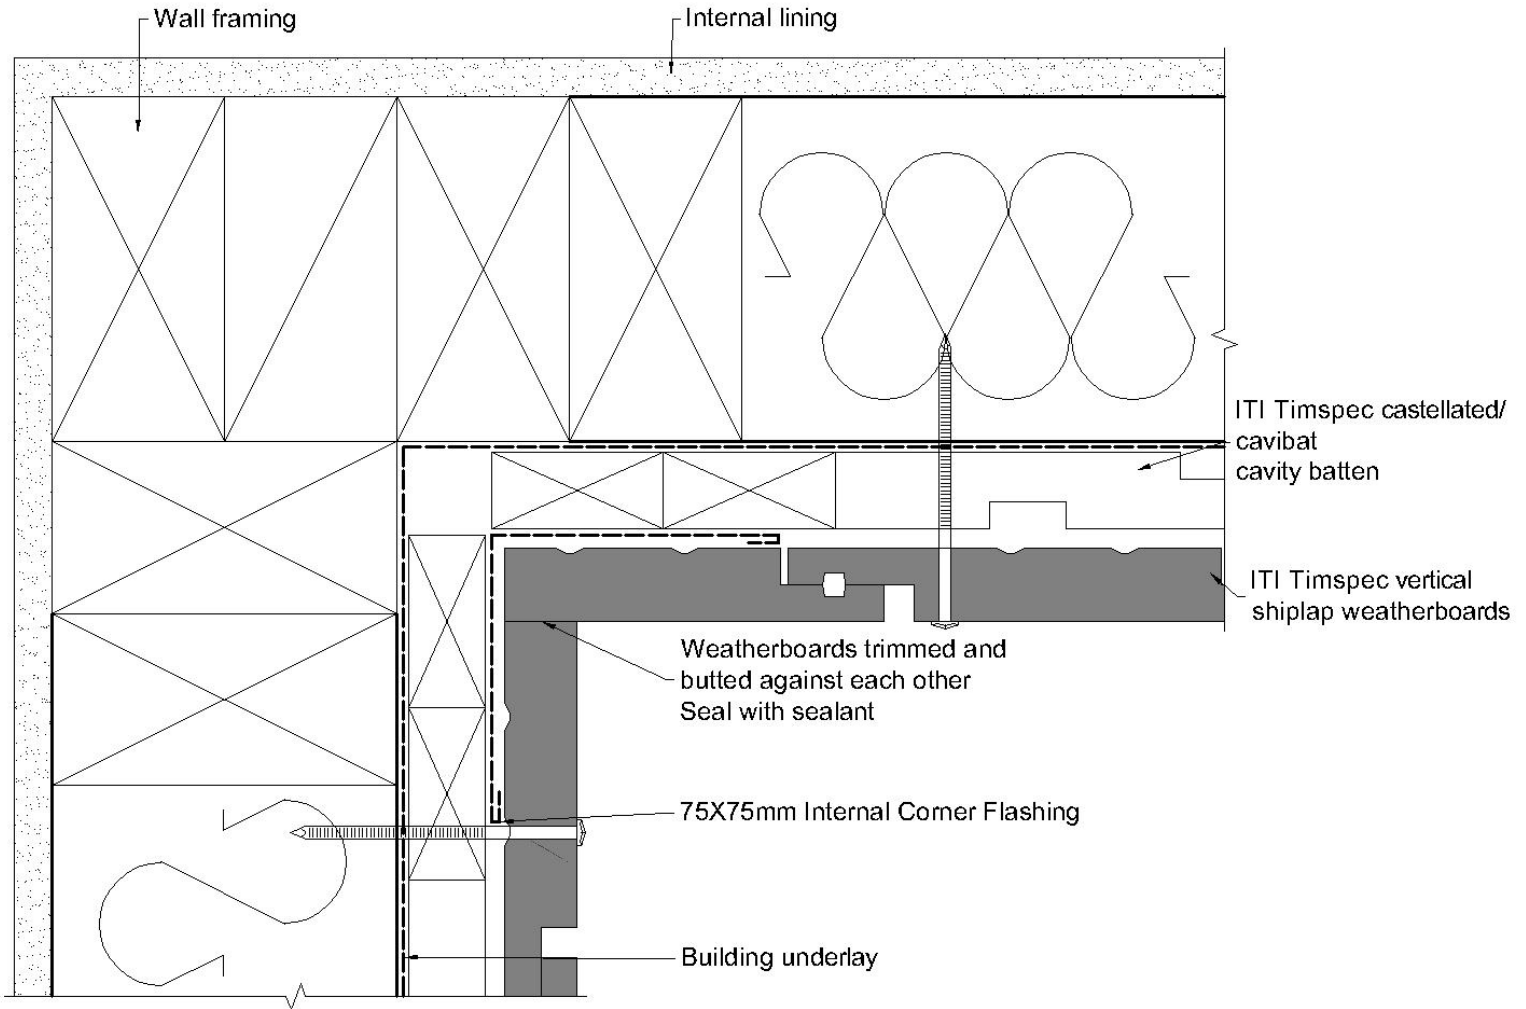 Wall framing
Internal lining
ITI Timspec castellated/
cavibat
cavity batten
ITI Timspec vertical
shiplap weatherboards
Weatherboards trimmed and
butted against each other
Seal with sealant
75X75mm Internal Corner Flashing
Building underlay